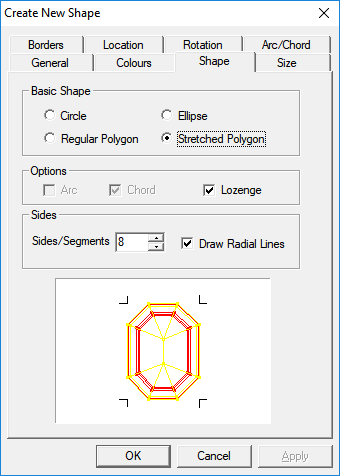 Create New Shape
Borders Location Rotation Arc/Chord
General Colours Shape Size
Basic Shape
Circle Ellipse
Regular Polygon Stretched Polygon
Options
Arc Chord Lozenge
Sides
Sides/Segments 8 Draw Radial Lines
OK Cancel Apply